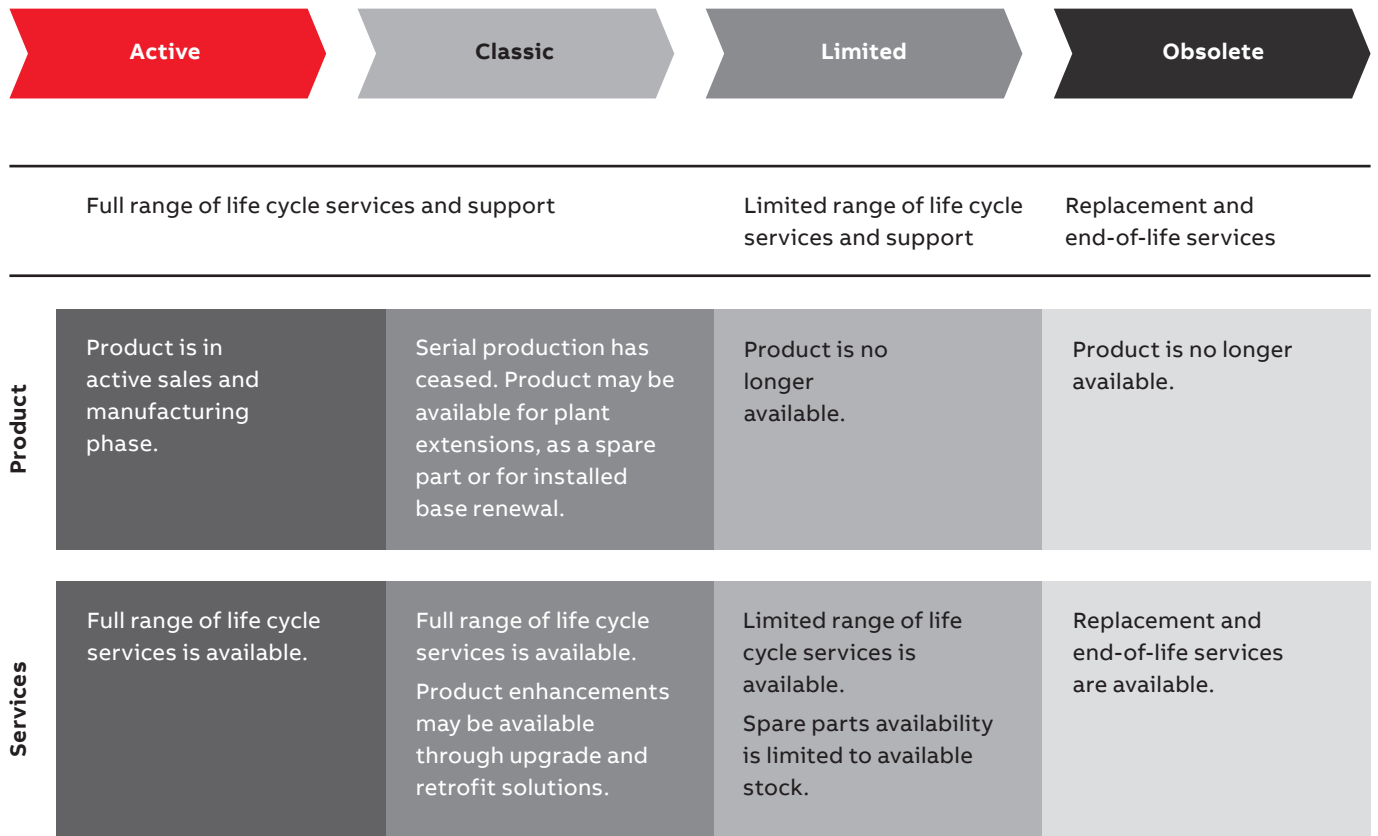 Active
Classic
Limited
Obsolete
Full range of life cycle services and support
Limited range of life cycle
services and support
Replacement and
end-of-life services
Product
Product is in
active sales and
manufacturing
phase.
Serial production has
ceased. Product may be
available for plant
extensions, as a spare
part or for installed
base renewal.
Product is no
longer
available.
Product is no longer
available.
Services
Full range of life cycle
services is available.
Full range of life cycle
services is available.
Product enhancements
may be available
through upgrade and
retrofit solutions.
Limited range of life
cycle services is
available.
Spare parts availability
is limited to available
stock.
Replacement and
end-of-life services
are available.